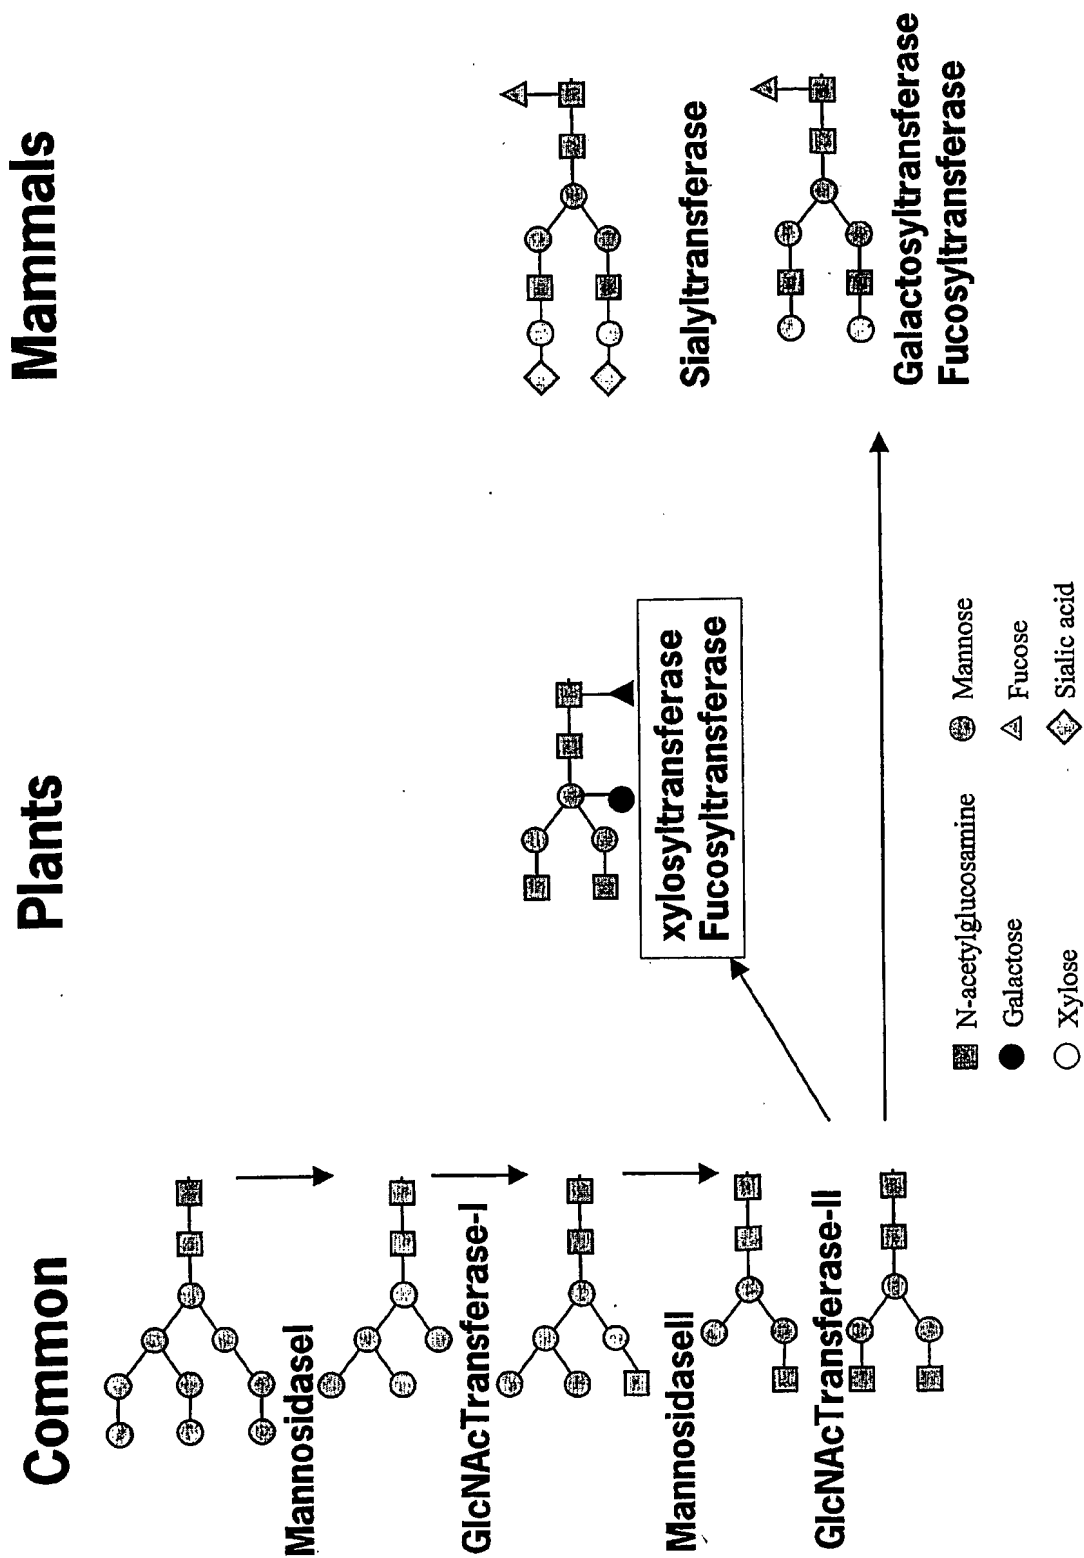 Common
Plants
Mammals
MannosidaseI
GlcNAcTransferase-I
MannosidaseII
GlcNAcTransferase-II
xylosyltransferase
Fucosyltransferase
Sialyltransferase
Galactosyltransferase
Fucosyltransferase
N-acetylglucosamine
Mannose
Galactose
Fucose
Xylose
Sialic acid